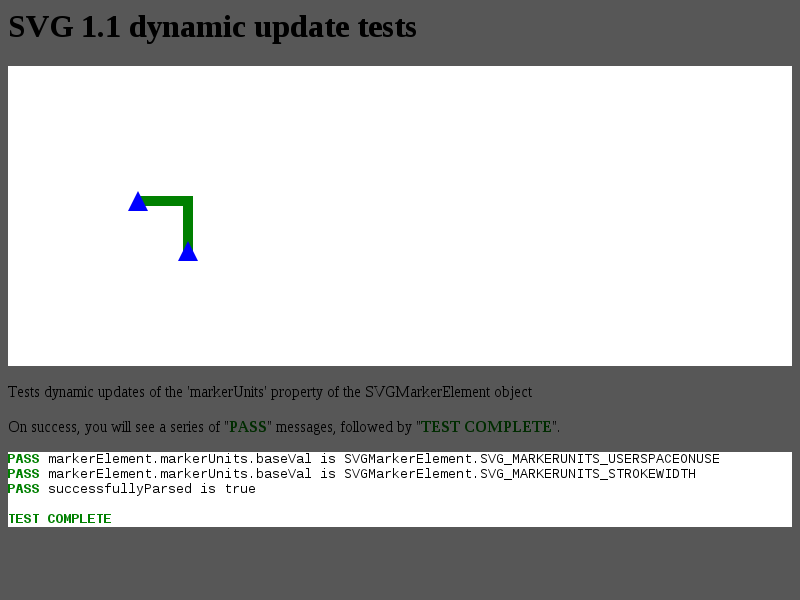 SVG 1.1 dynamic update tests
Tests dynamic updates of the 'markerUnits' property of the SVGMarkerElement object
On success, you will see a series of "PASS" messages, followed by "TEST COMPLETE".
PASS markerElement.markerUnits.baseVal is SVGMarkerElement.SVG_MARKERUNITS_USERSPACEONUSE
PASS markerElement.markerUnits.baseVal is SVGMarkerElement.SVG_MARKERUNITS_STROKEWIDTH
PASS successfullyParsed is true
TEST COMPLETE